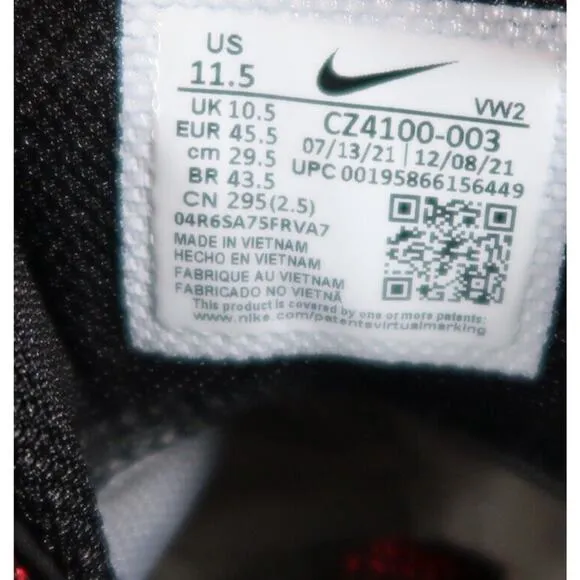 US
11.5
VW2
UK 10.5
CZ4100-003
EUR 45.5
07/13/21 | 12/08/21
cm 29.5
UPC 00195866156449
BR 43.5
CN 295(2.5)
04R6SA75FRVA7
MADE IN VIETNAM
HECHO EN VIETNAM
FABRIQUE AU VIETNAM
FABRICADO NO VIETNÃ
This product is covered by one or more patents:
www.nike.com/patentsvirtualmarking